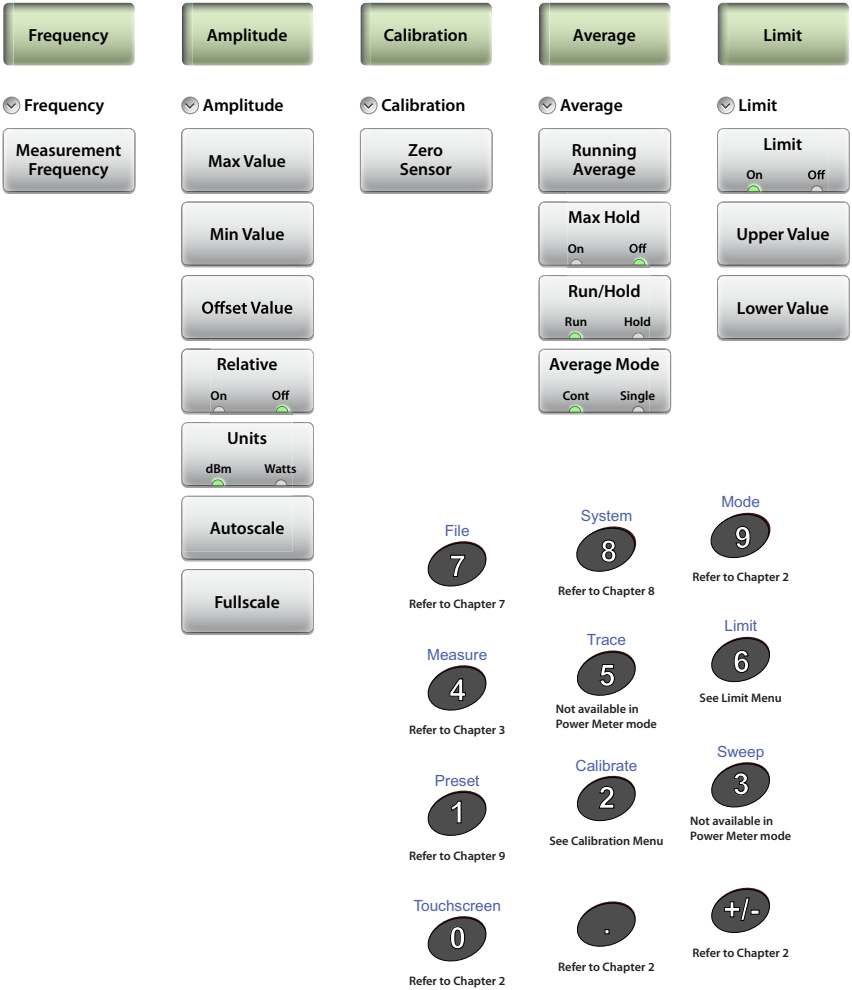 Frequency
Amplitude
Calibration
Average
Limit
Frequency
Measurement
Frequency
Amplitude
Max Value
Min Value
Offset Value
Relative
On Off
Units
dBm Watts
Autoscale
Fullscale
Calibration
Zero
Sensor
Average
Running
Average
Max Hold
On Off
Run/Hold
Run Hold
Average Mode
Cont Single
Limit
Limit
On Off
Upper Value
Lower Value
File
7
Refer to Chapter 7
System
8
Refer to Chapter 8
Mode
9
Refer to Chapter 2
Measure
4
Refer to Chapter 3
Trace
5
Not available in
Power Meter mode
Limit
6
See Limit Menu
Preset
1
Refer to Chapter 9
Calibrate
2
See Calibration Menu
Sweep
3
Not available in
Power Meter mode
Touchscreen
0
Refer to Chapter 2
.
Refer to Chapter 2
+/-
Refer to Chapter 2